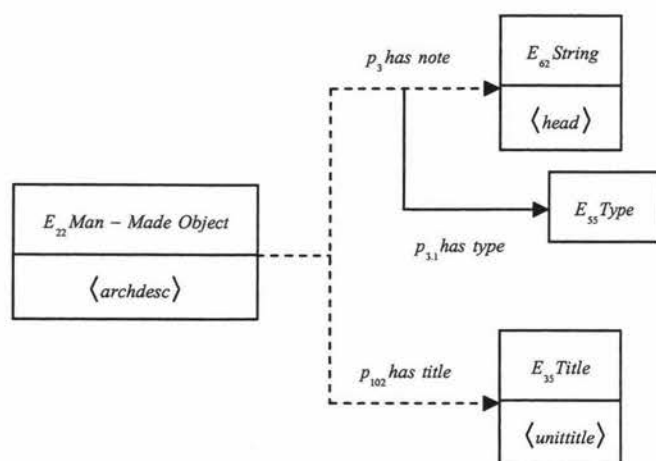 p₃ has note
E₆₂ String
⟨head⟩
E₂₂ Man – Made Object
⟨archdesc⟩
E₅₅ Type
p₃.₁ has type
p₁₀₂ has title
E₃₅ Title
⟨unittitle⟩